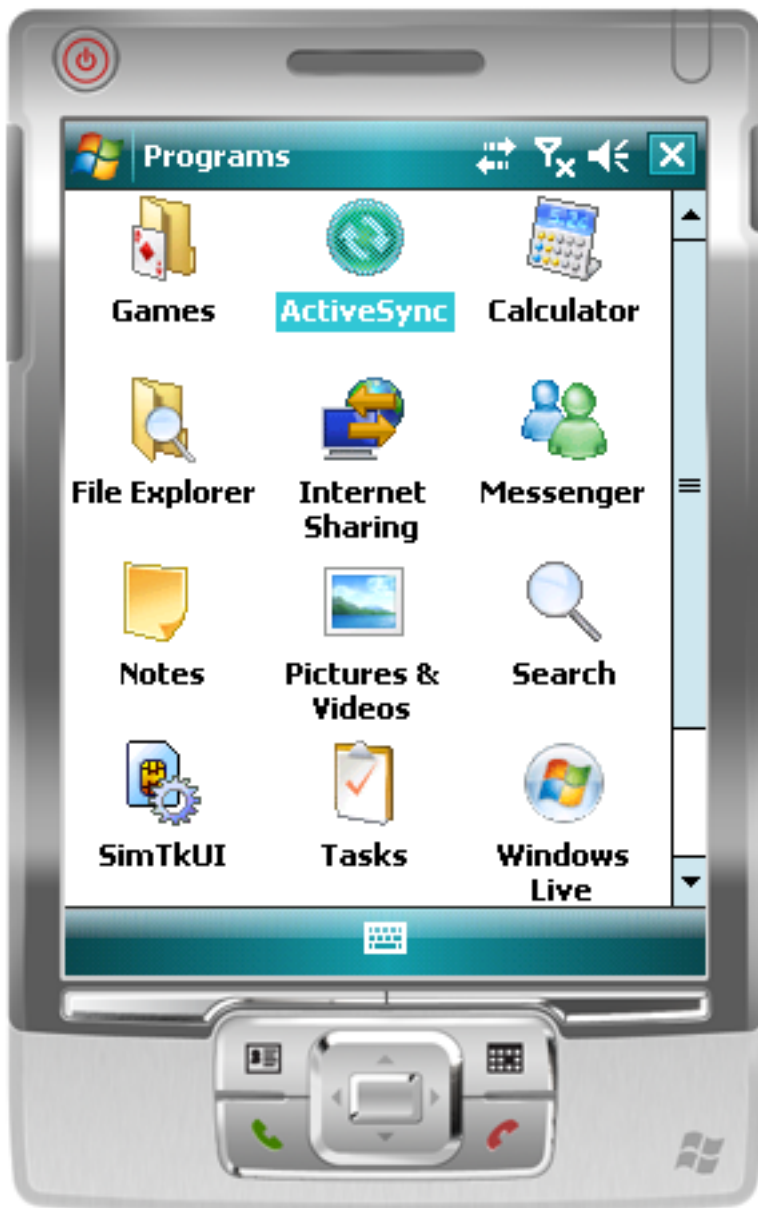 Programs
Games ActiveSync Calculator
File Explorer Internet Sharing Messenger
Notes Pictures & Videos Search
SimTkUI Tasks Windows Live